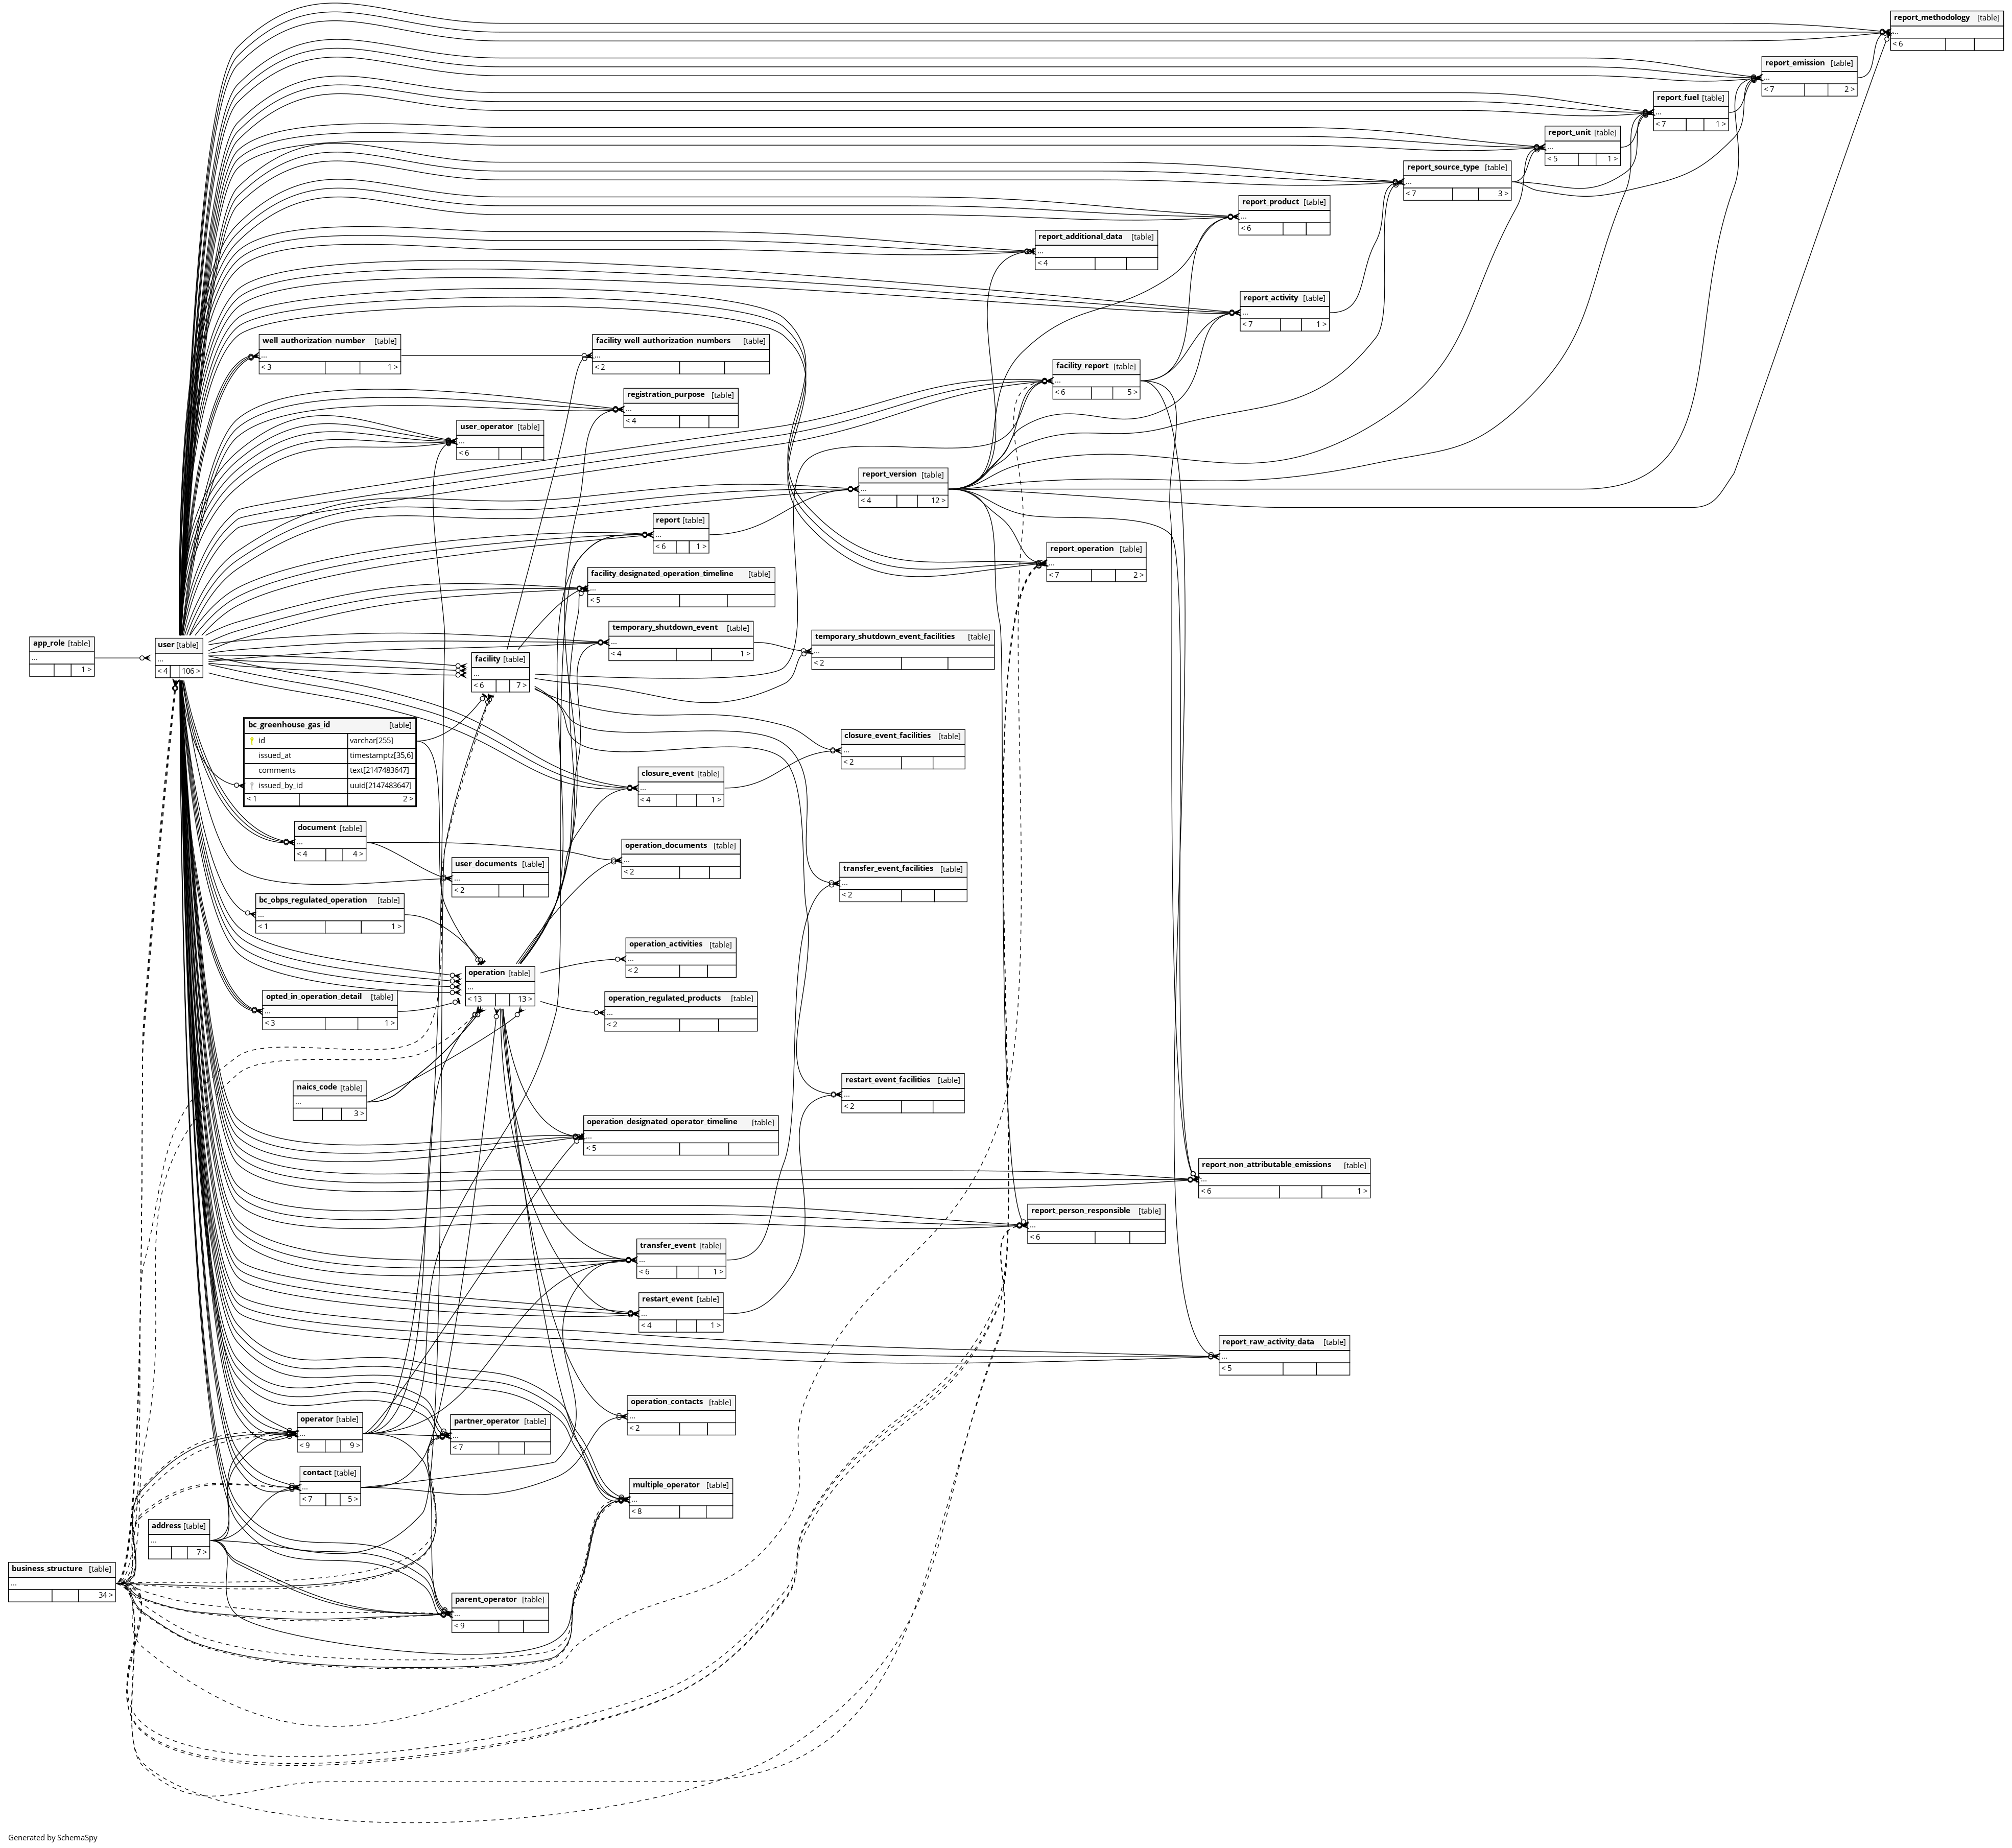 report_methodology [table]
...
< 6
report_emission [table]
...
< 7 2 >
report_fuel [table]
...
< 7 1 >
report_unit [table]
...
< 5 1 >
report_source_type [table]
...
< 7 3 >
report_product [table]
...
< 6
report_additional_data [table]
...
< 4
report_activity [table]
...
< 7 1 >
well_authorization_number [table]
...
< 3 1 >
facility_well_authorization_numbers [table]
...
< 2
facility_report [table]
...
< 6 5 >
registration_purpose [table]
...
< 4
user_operator [table]
...
< 6
report_version [table]
...
< 4 12 >
report [table]
...
< 6 1 >
report_operation [table]
...
< 7 2 >
facility_designated_operation_timeline [table]
...
< 5
app_role [table]
...
1 >
user [table]
...
< 4 106 >
temporary_shutdown_event [table]
...
< 4 1 >
temporary_shutdown_event_facilities [table]
...
< 2
facility [table]
...
< 6 7 >
bc_greenhouse_gas_id [table]
id varchar[255]
issued_at timestamptz[35,6]
comments text[2147483647]
issued_by_id uuid[2147483647]
< 1 2 >
closure_event_facilities [table]
...
< 2
closure_event [table]
...
< 4 1 >
document [table]
...
< 4 4 >
operation_documents [table]
...
< 2
user_documents [table]
...
< 2
transfer_event_facilities [table]
...
< 2
bc_obps_regulated_operation [table]
...
< 1 1 >
operation_activities [table]
...
< 2
operation [table]
...
< 13 13 >
opted_in_operation_detail [table]
...
< 3 1 >
operation_regulated_products [table]
...
< 2
naics_code [table]
...
3 >
restart_event_facilities [table]
...
< 2
operation_designated_operator_timeline [table]
...
< 5
report_non_attributable_emissions [table]
...
< 6 1 >
report_person_responsible [table]
...
< 6
transfer_event [table]
...
< 6 1 >
restart_event [table]
...
< 4 1 >
report_raw_activity_data [table]
...
< 5
operation_contacts [table]
...
< 2
operator [table]
...
< 9 9 >
partner_operator [table]
...
< 7
contact [table]
...
< 7 5 >
multiple_operator [table]
...
< 8
address [table]
...
7 >
business_structure [table]
...
34 >
parent_operator [table]
...
< 9
Generated by SchemaSpy